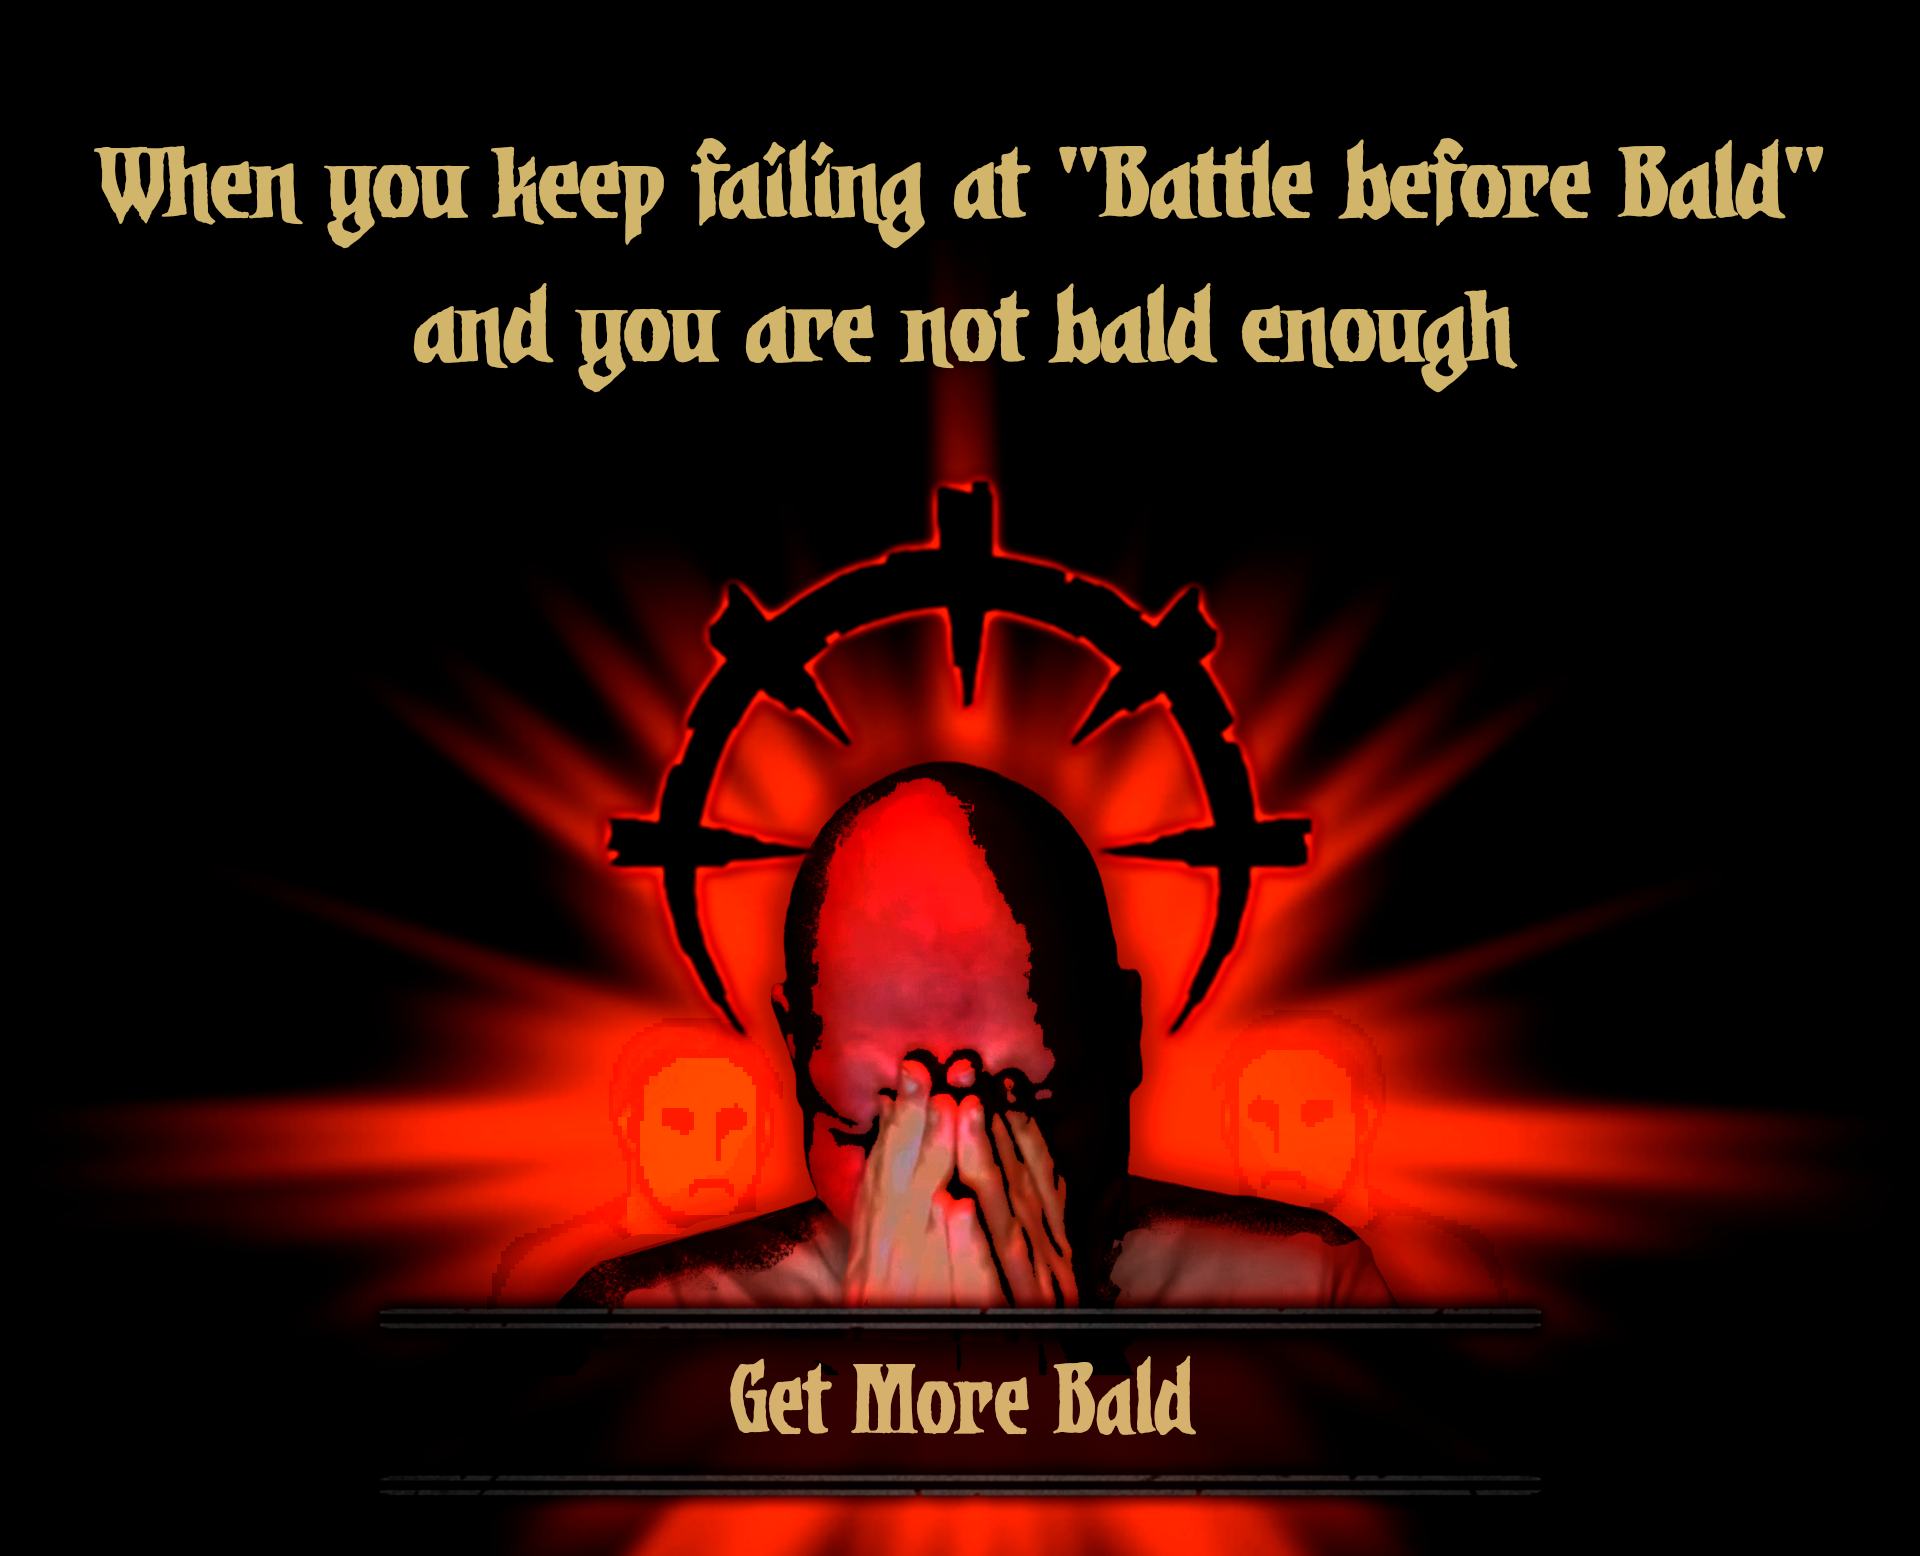 When you keep failing at "Battle before Bald"
and you are not bald enough
Get More Bald